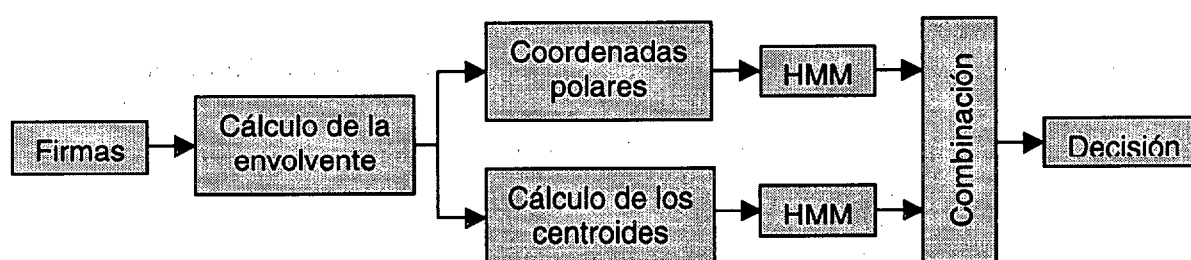 Firmas
Cálculo de la
envolvente
Coordenadas
polares
HMM
Cálculo de los
centroides
HMM
Combinación
Decisión